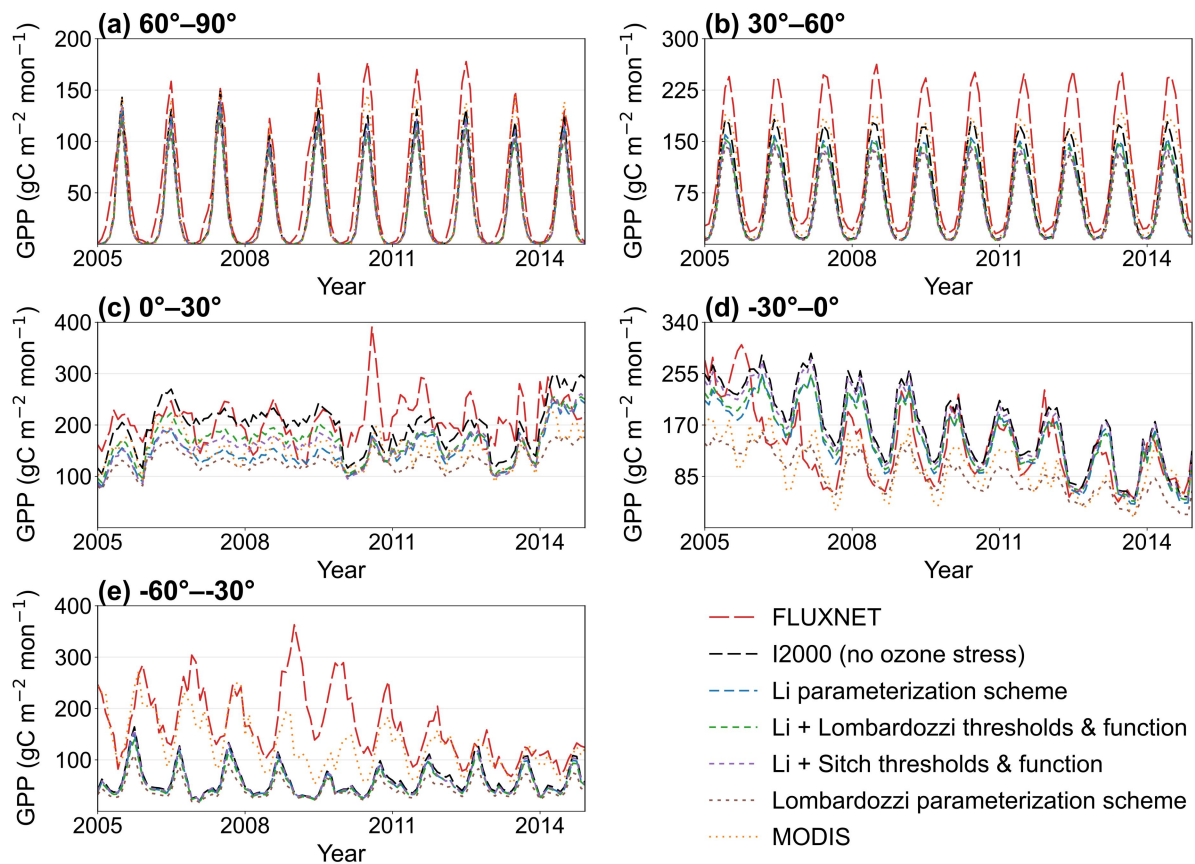 (a) 60°–90°
200
150
100
50
GPP (gC m⁻² mon⁻¹)
2005 2008 2011 2014
Year
(b) 30°–60°
300
225
150
75
GPP (gC m⁻² mon⁻¹)
2005 2008 2011 2014
Year
(c) 0°–30°
400
300
200
100
GPP (gC m⁻² mon⁻¹)
2005 2008 2011 2014
Year
(d) -30°–0°
340
255
170
85
GPP (gC m⁻² mon⁻¹)
2005 2008 2011 2014
Year
(e) -60°–-30°
400
300
200
100
GPP (gC m⁻² mon⁻¹)
2005 2008 2011 2014
Year
FLUXNET
I2000 (no ozone stress)
Li parameterization scheme
Li + Lombardozzi thresholds & function
Li + Sitch thresholds & function
Lombardozzi parameterization scheme
MODIS